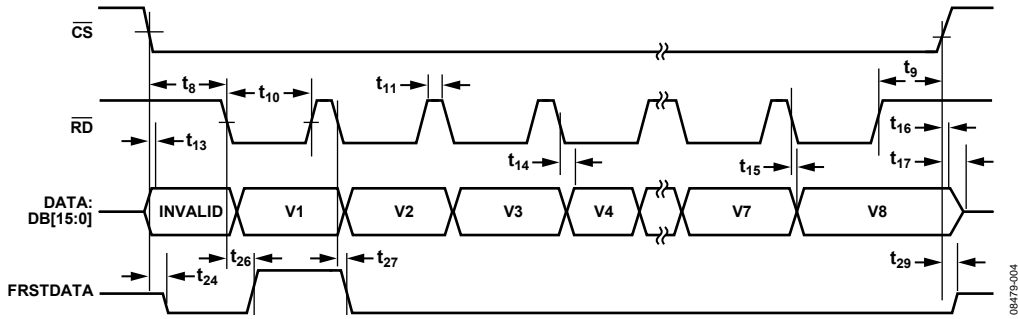 CS
t8
t10
t11
t9
RD
t13
t14
t15
t16
t17
DATA:
DB[15:0]
INVALID
V1
V2
V3
V4
V7
V8
t24
t26
t27
t29
FRSTDATA
08479-004